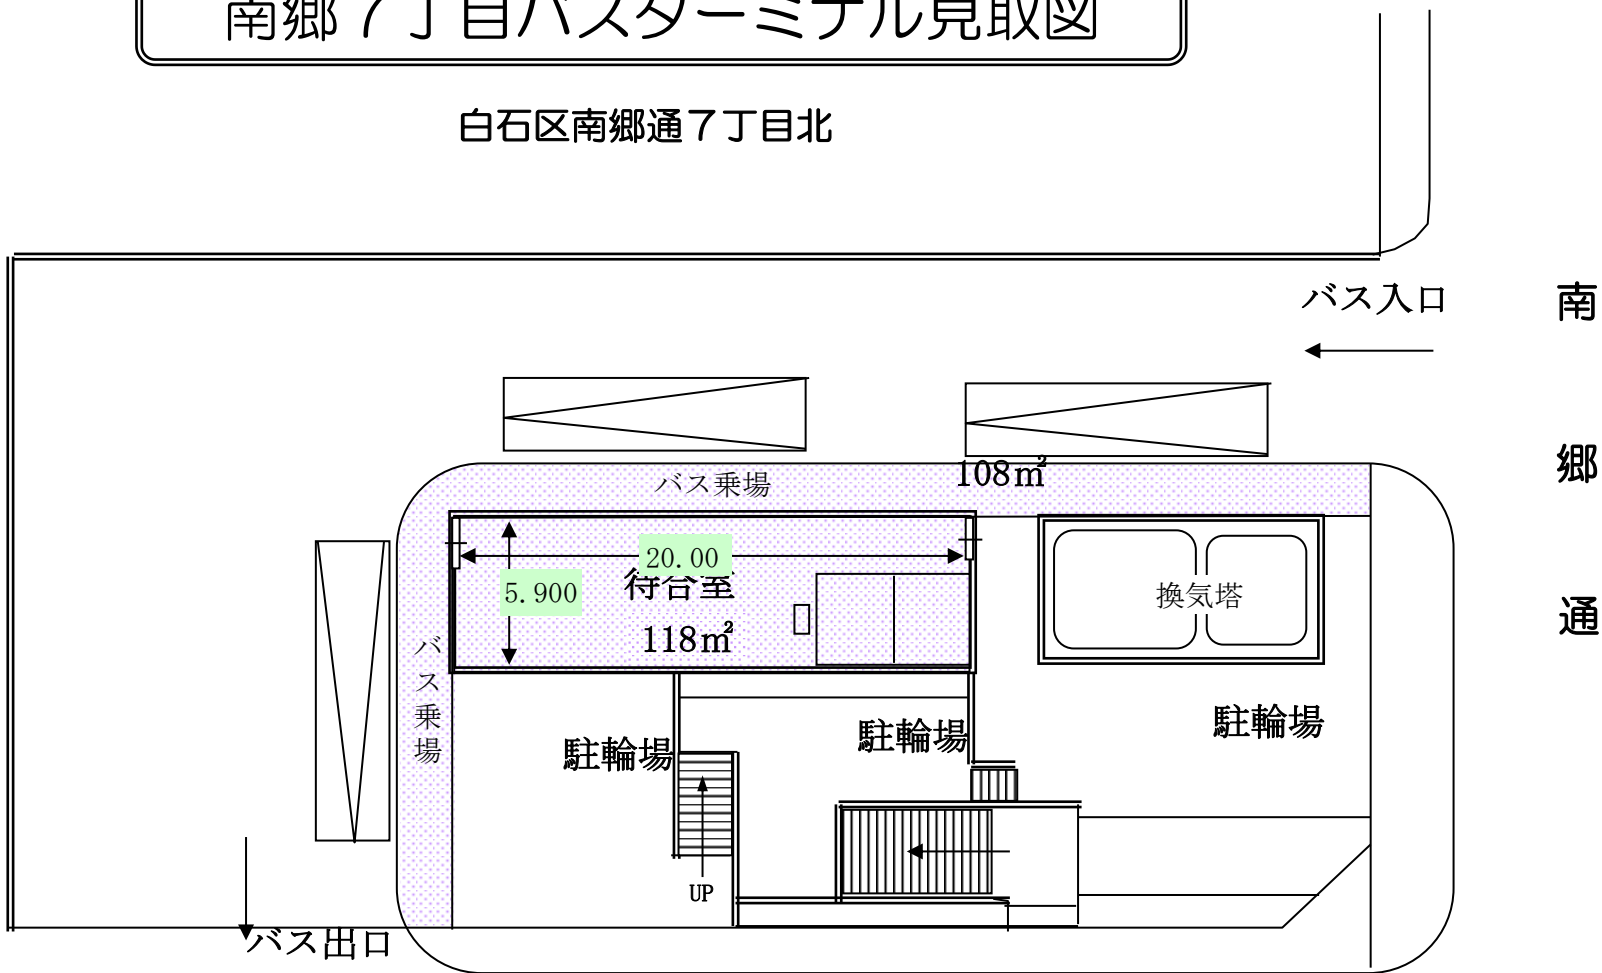 南郷７丁目バスターミナル見取図
白石区南郷通７丁目北
バス入口
南郷通
108㎡
バス乗場
20.00
待合室
5.900
118㎡
換気塔
バス乗場
駐輪場
駐輪場
駐輪場
UP
バス出口